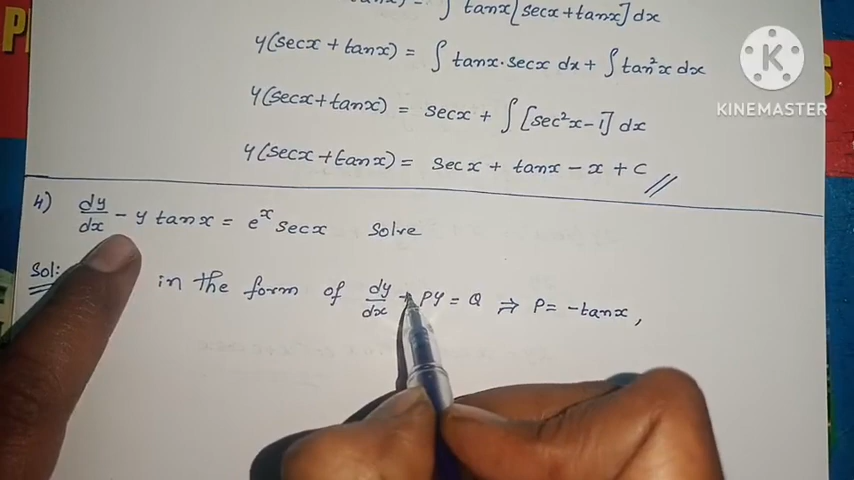 ∫ tanx[secx+tanx]dx
y(secx + tanx) = ∫ tanx·secx dx + ∫ tan²x dx
y(secx+tanx) = secx + ∫ [sec²x-1] dx
y(secx+tanx) = secx + tanx - x + c //
4) dy/dx - y tanx = eˣ secx Solve
Sol: in the form of dy/dx + Py = Q ⇒ P = -tanx,
K
KINEMASTER